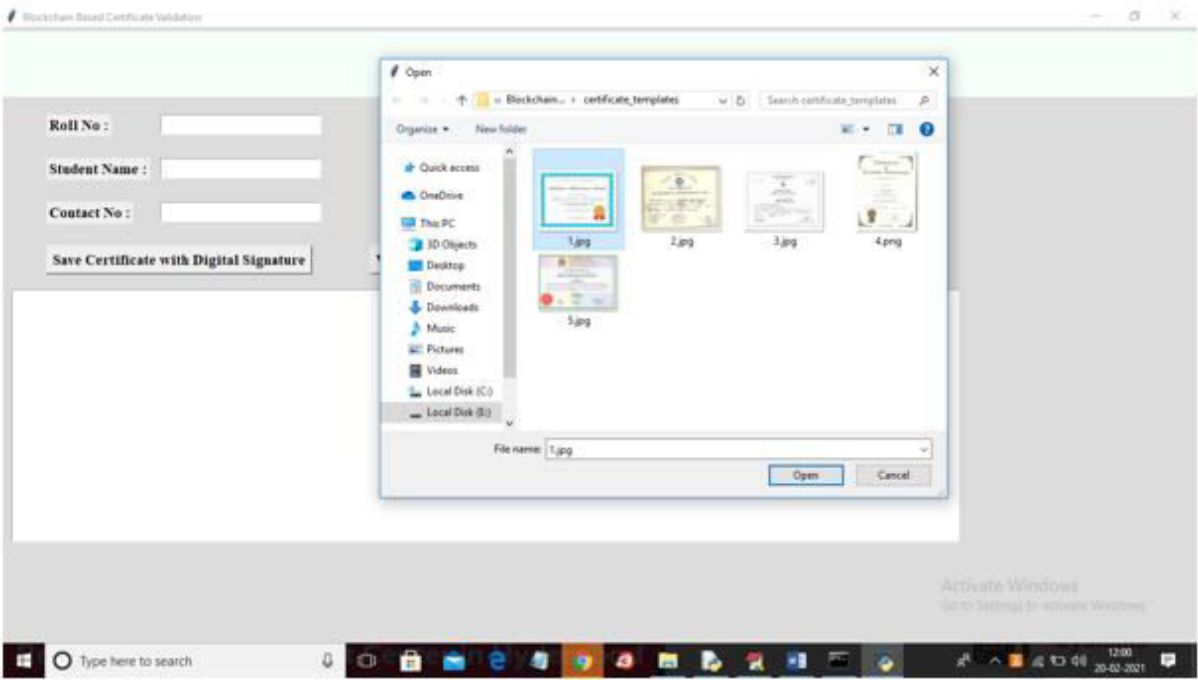 Blockchain Based Certificate Validation
Open
« Blockchain... › certificate_templates
Search certificate_templates
Organize
New folder
Roll No :
Student Name :
Contact No :
Save Certificate with Digital Signature
Quick access
OneDrive
This PC
3D Objects
Desktop
Documents
Downloads
Music
Pictures
Videos
Local Disk (C:)
Local Disk (E:)
1.jpg
2.jpg
3.jpg
4.png
5.jpg
File name: 1.jpg
Open
Cancel
Activate Windows
Go to Settings to activate Windows.
Type here to search
12:00
20-02-2021